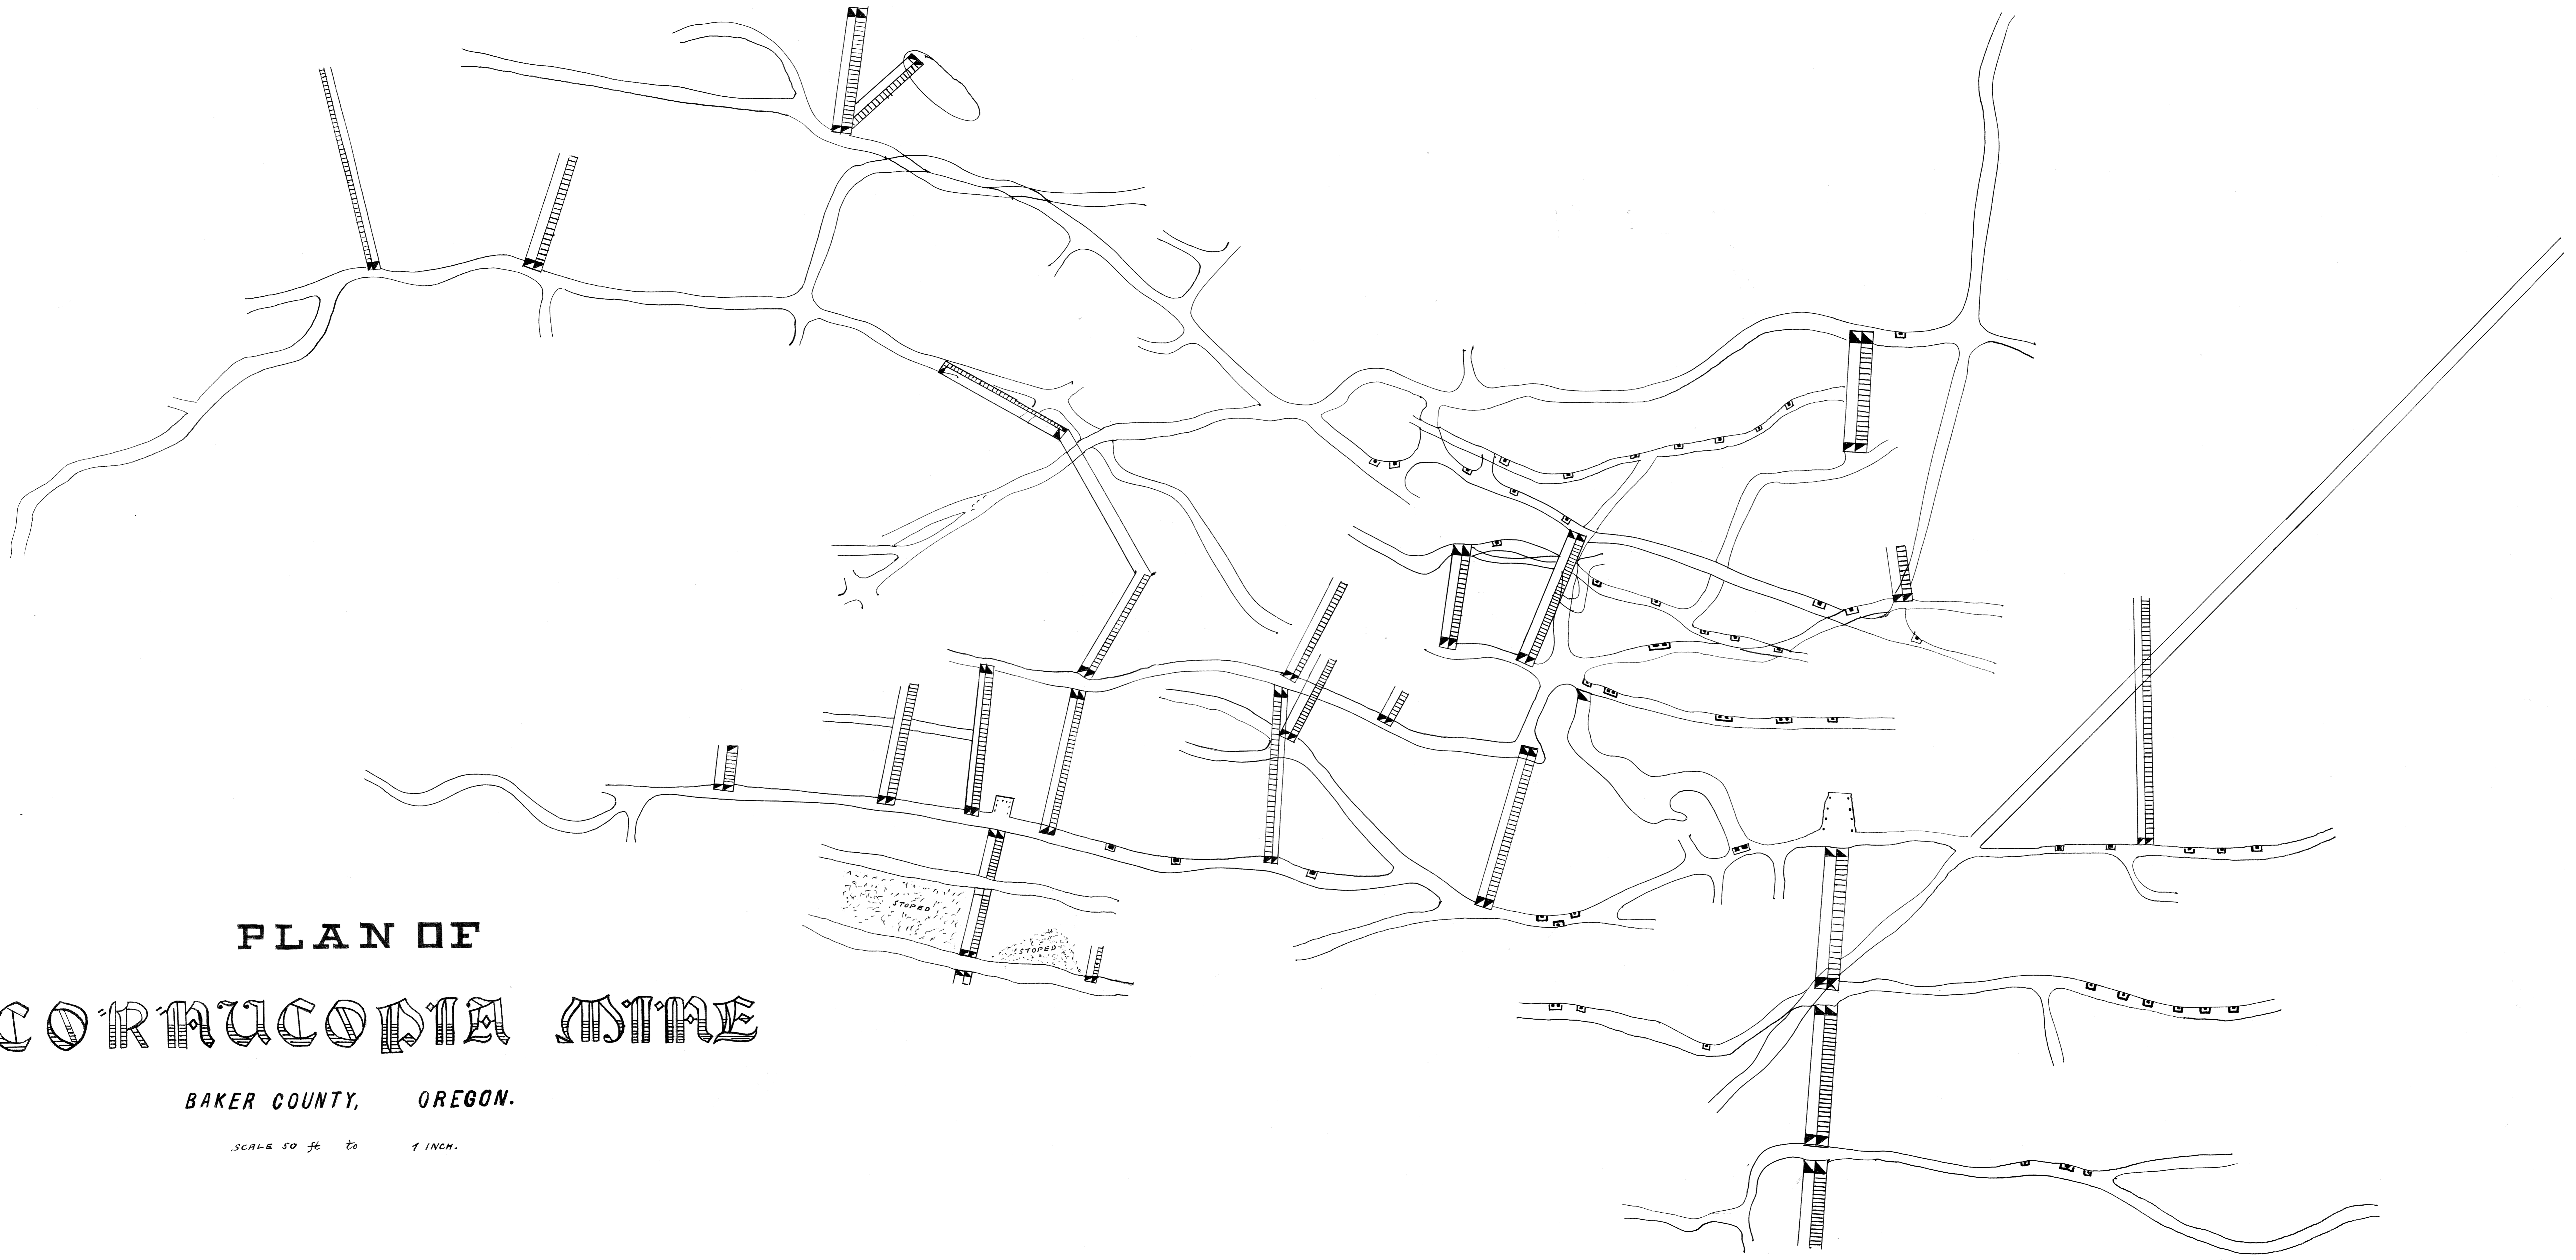 PLAN OF
CORNUCOPIA MINE
BAKER COUNTY, OREGON.
SCALE 50 ft to 1 INCH.
STOPED
STOPED